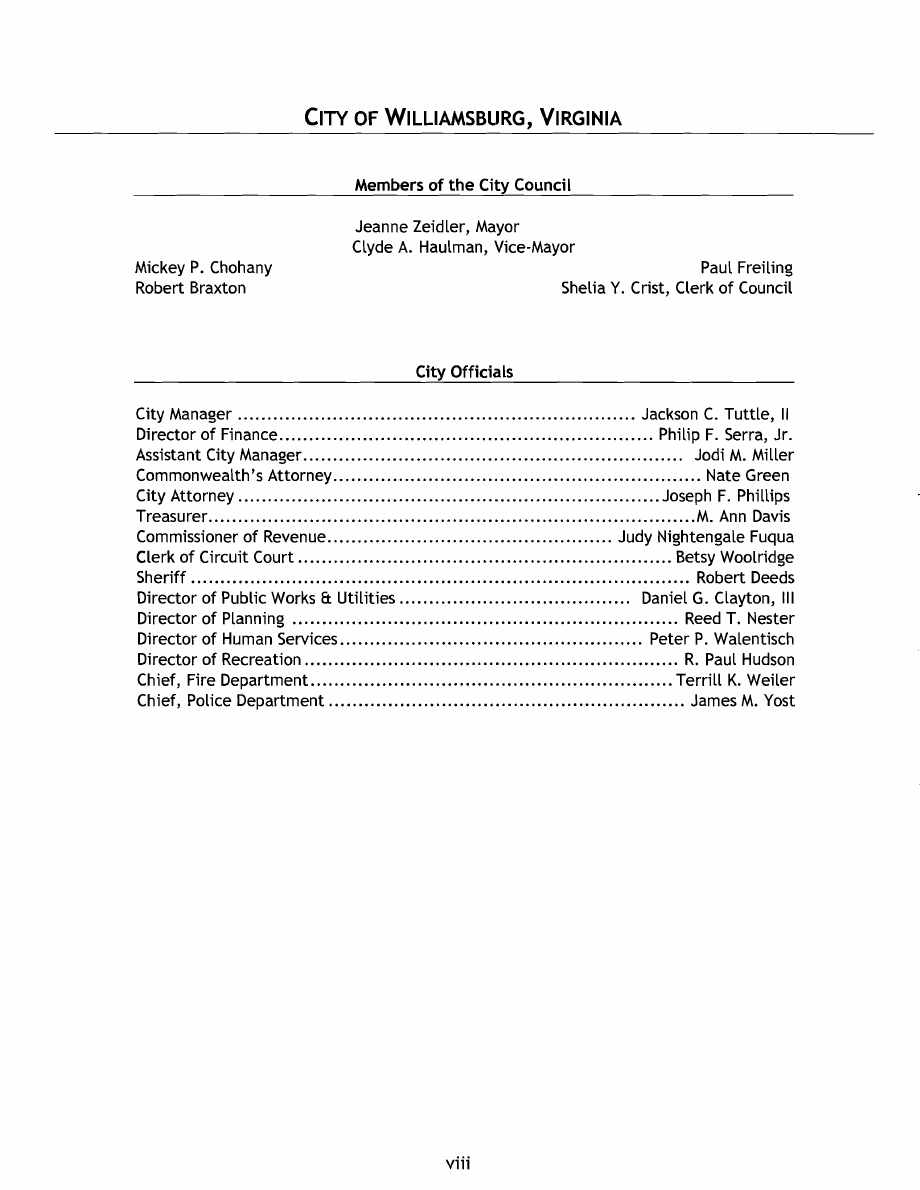 CITY OF WILLIAMSBURG, VIRGINIA
Members of the City Council
Jeanne Zeidler, Mayor
Clyde A. Haulman, Vice-Mayor
Mickey P. Chohany Paul Freiling
Robert Braxton Shelia Y. Crist, Clerk of Council
City Officials
City Manager ................................................................... Jackson C. Tuttle, II
Director of Finance............................................................... Philip F. Serra, Jr.
Assistant City Manager................................................................ Jodi M. Miller
Commonwealth's Attorney.............................................................. Nate Green
City Attorney .......................................................................Joseph F. Phillips
Treasurer..................................................................................M. Ann Davis
Commissioner of Revenue................................................ Judy Nightengale Fuqua
Clerk of Circuit Court ............................................................... Betsy Woolridge
Sheriff .................................................................................... Robert Deeds
Director of Public Works & Utilities ....................................... Daniel G. Clayton, III
Director of Planning ................................................................. Reed T. Nester
Director of Human Services................................................... Peter P. Walentisch
Director of Recreation ............................................................... R. Paul Hudson
Chief, Fire Department.............................................................Terrill K. Weiler
Chief, Police Department ............................................................ James M. Yost
viii